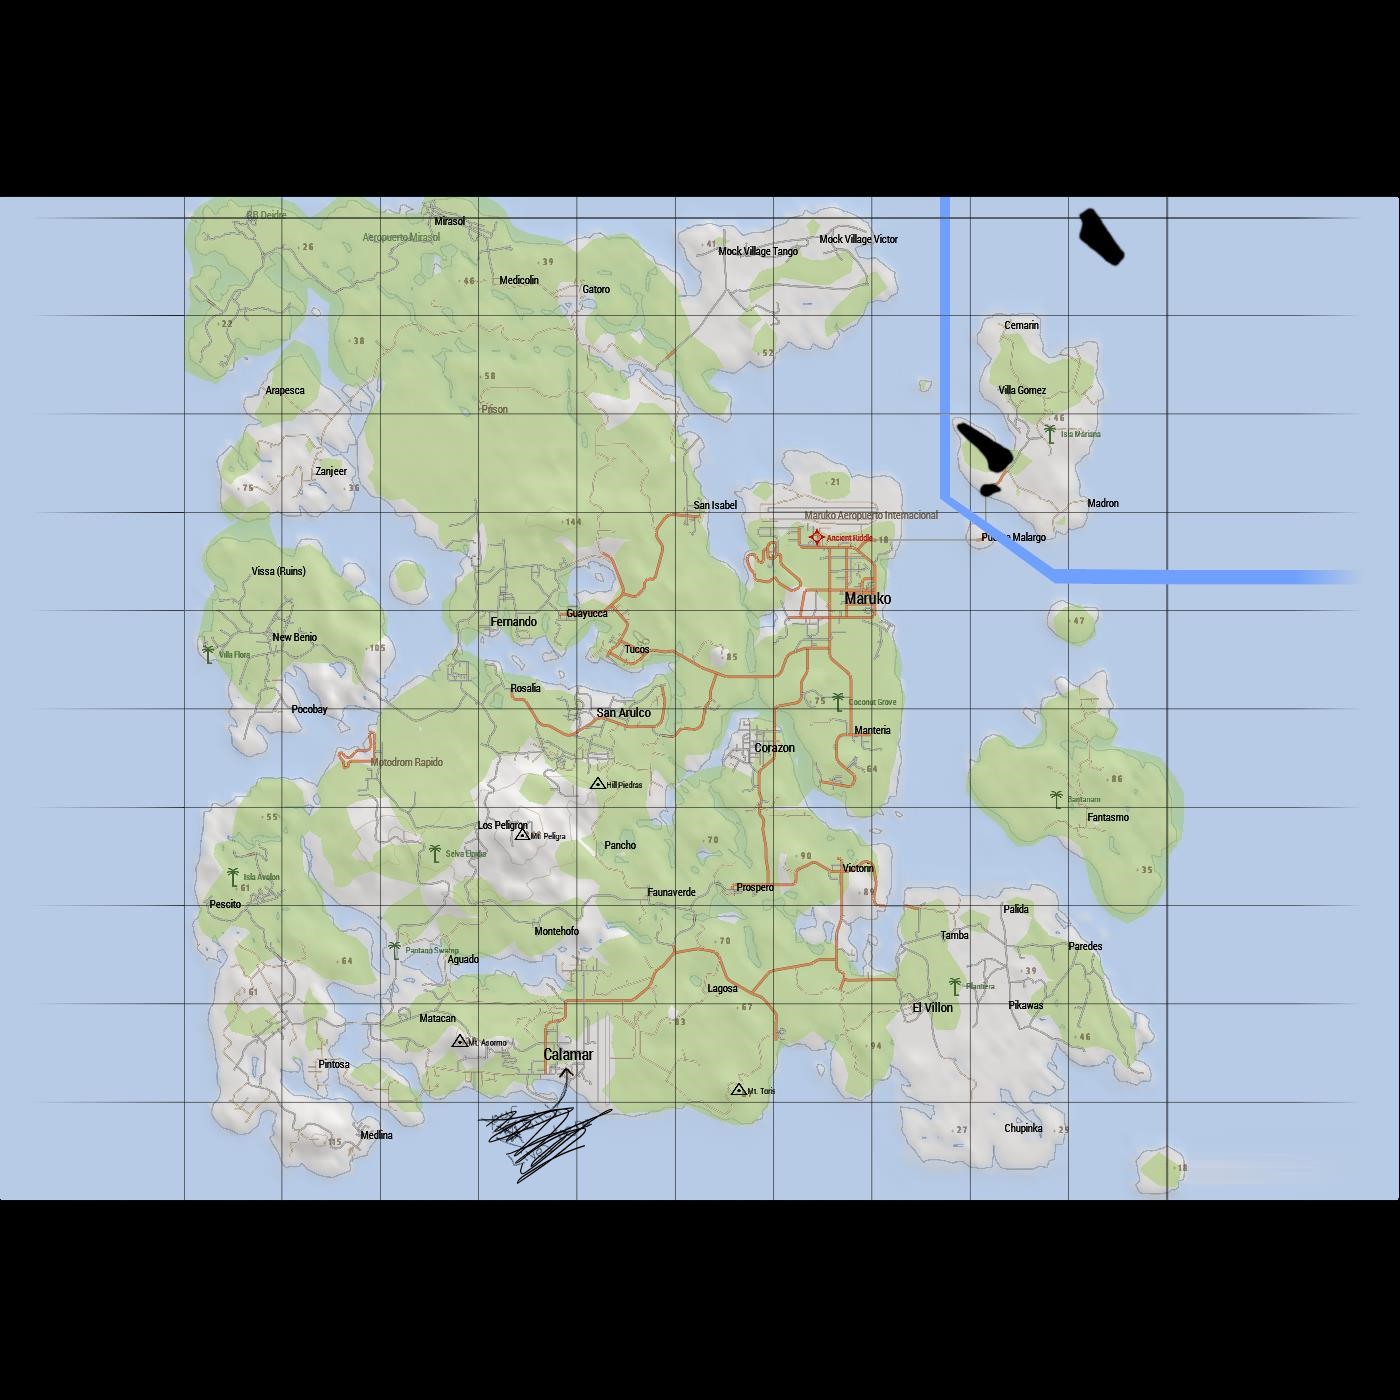 RB Deidre
Mirasol
Aeropuerto Mirasol
26
41
Mock Village Tango
Mock Village Victor
39
46
Medicolin
Gatoro
22
38
52
Cemarin
58
Arapesca
Prison
Villa Gomez
46
Isla Mariana
Zanjeer
75
36
21
San Isabel
Madron
Maruko Aeropuerto Internacional
144
Ancient Riddle
18
Malargo
Vissa (Ruins)
Maruko
Fernando
Guayucca
47
New Benio
Villa Flora
105
Tucos
85
Rosalia
Pocobay
San Arulco
75
Coconut Grove
Manteria
Corazon
Motodrom Rapido
64
Hill Piedras
86
Santanam
Fantasmo
55
Los Peligron
Mt. Peligra
Pancho
70
Selva Lluvia
90
Victorin
35
Isla Avalon
61
Faunaverde
Prospero
89
Pescito
Palida
Montehofo
Tamba
70
Paredes
Pantano Swamp
Aguado
64
39
61
Lagosa
Plantera
67
El Villon
Pikawas
Matacan
83
Mt. Asormo
46
94
Calamar
Pintosa
Mt. Toris
Medlina
115
27
Chupinka
29
18